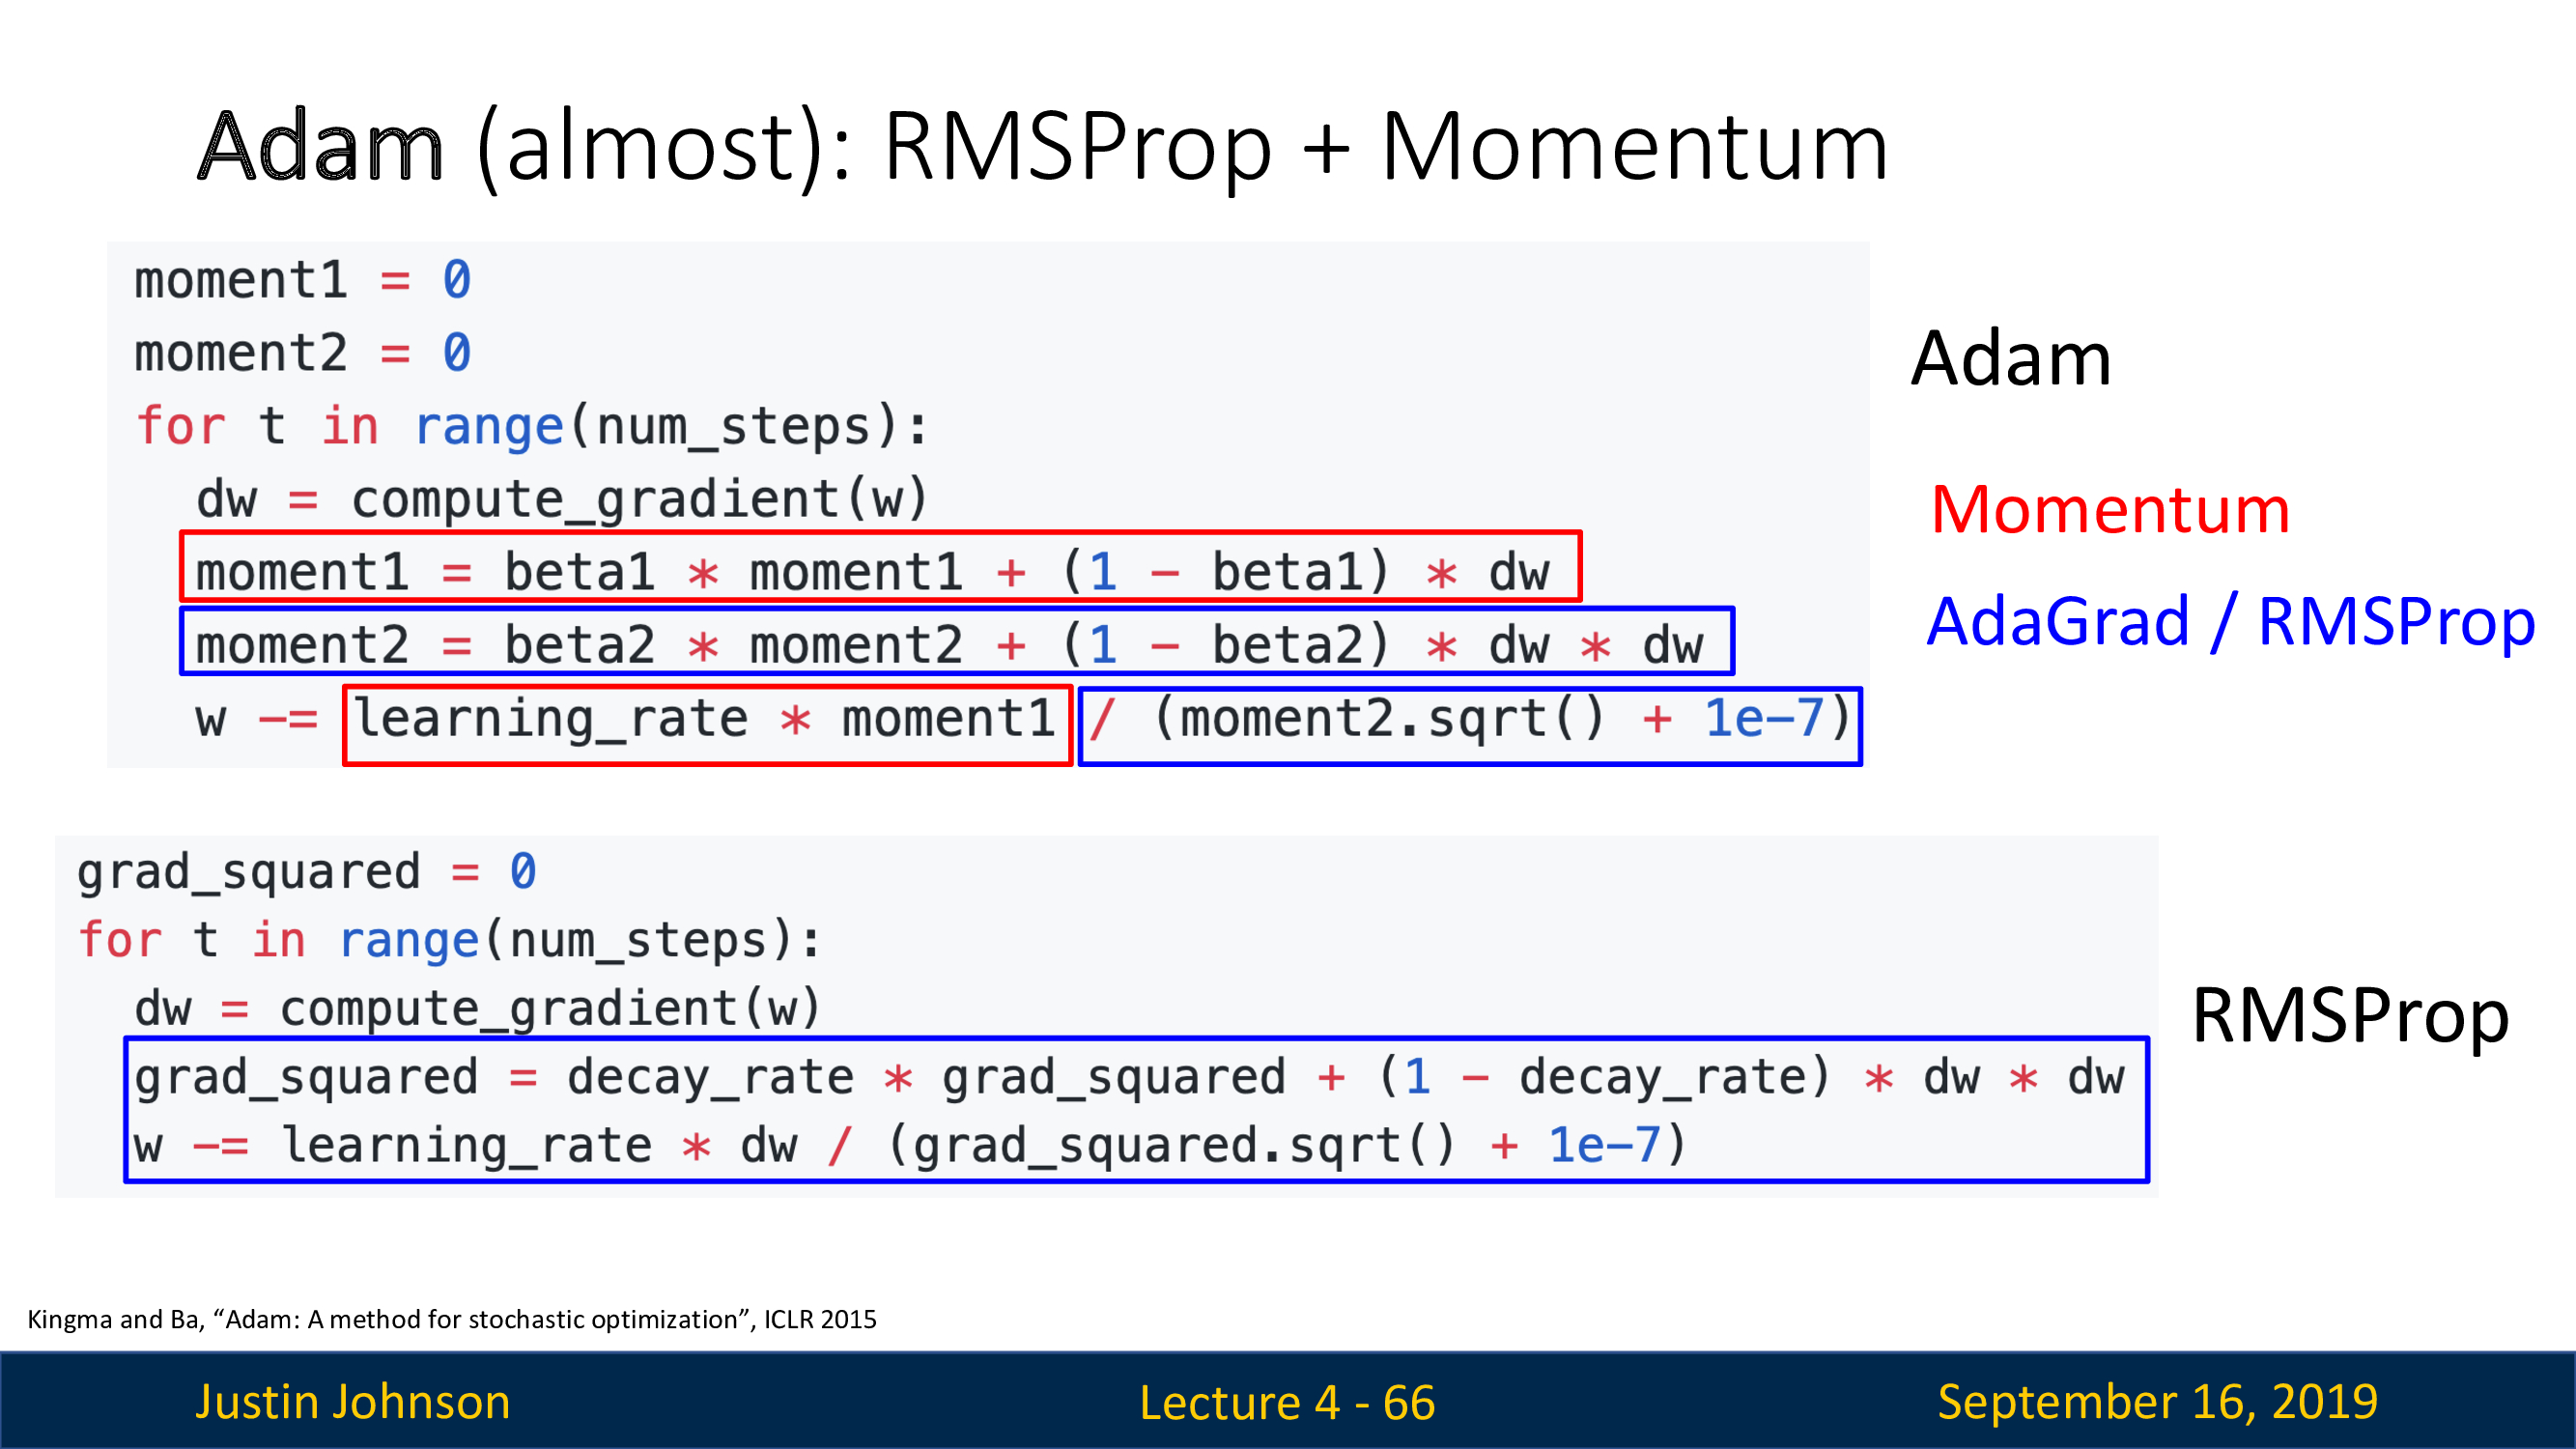 Adam (almost): RMSProp + Momentum
moment1 = 0
moment2 = 0
for t in range(num_steps):
  dw = compute_gradient(w)
  moment1 = beta1 * moment1 + (1 - beta1) * dw
  moment2 = beta2 * moment2 + (1 - beta2) * dw * dw
  w -= learning_rate * moment1 / (moment2.sqrt() + 1e-7)
Adam
Momentum
AdaGrad / RMSProp
grad_squared = 0
for t in range(num_steps):
  dw = compute_gradient(w)
  grad_squared = decay_rate * grad_squared + (1 - decay_rate) * dw * dw
  w -= learning_rate * dw / (grad_squared.sqrt() + 1e-7)
RMSProp
Kingma and Ba, “Adam: A method for stochastic optimization”, ICLR 2015
Justin Johnson
Lecture 4 - 66
September 16, 2019